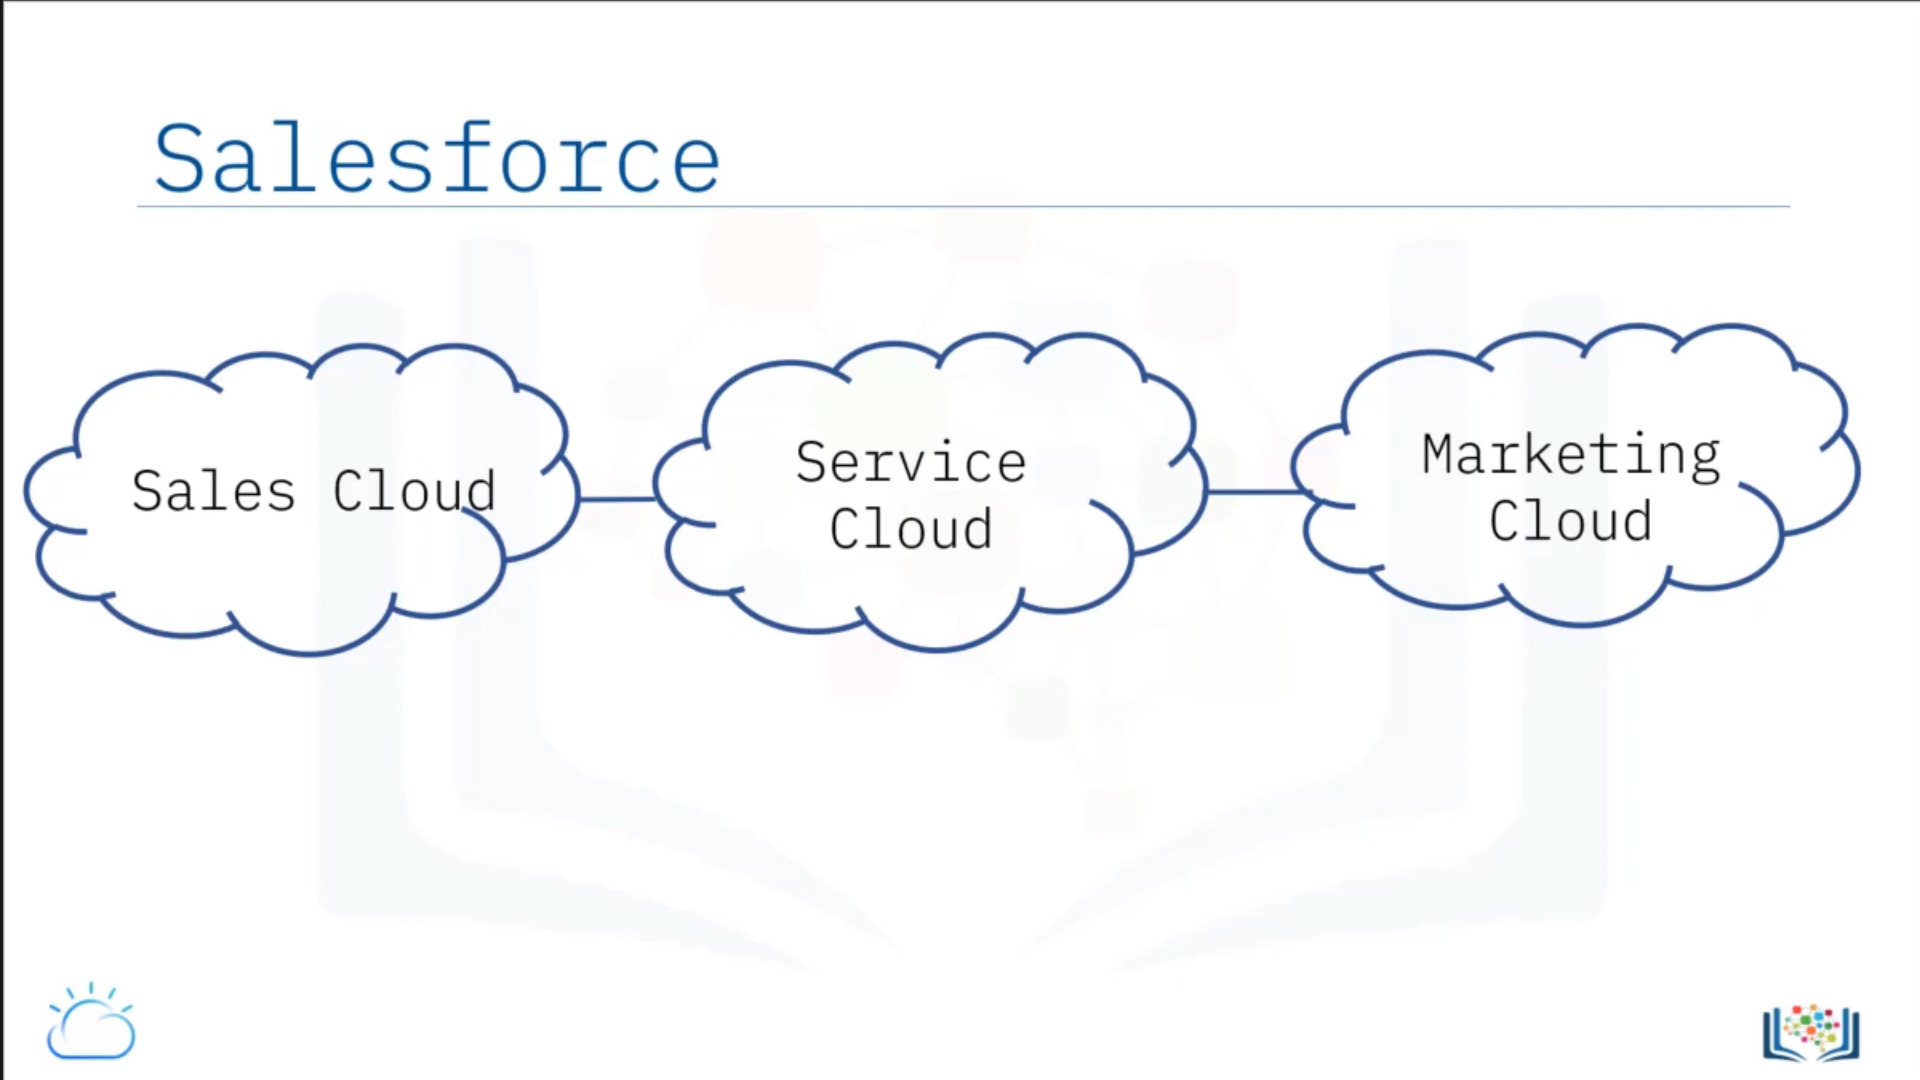 Salesforce
Sales Cloud
Service
Cloud
Marketing
Cloud